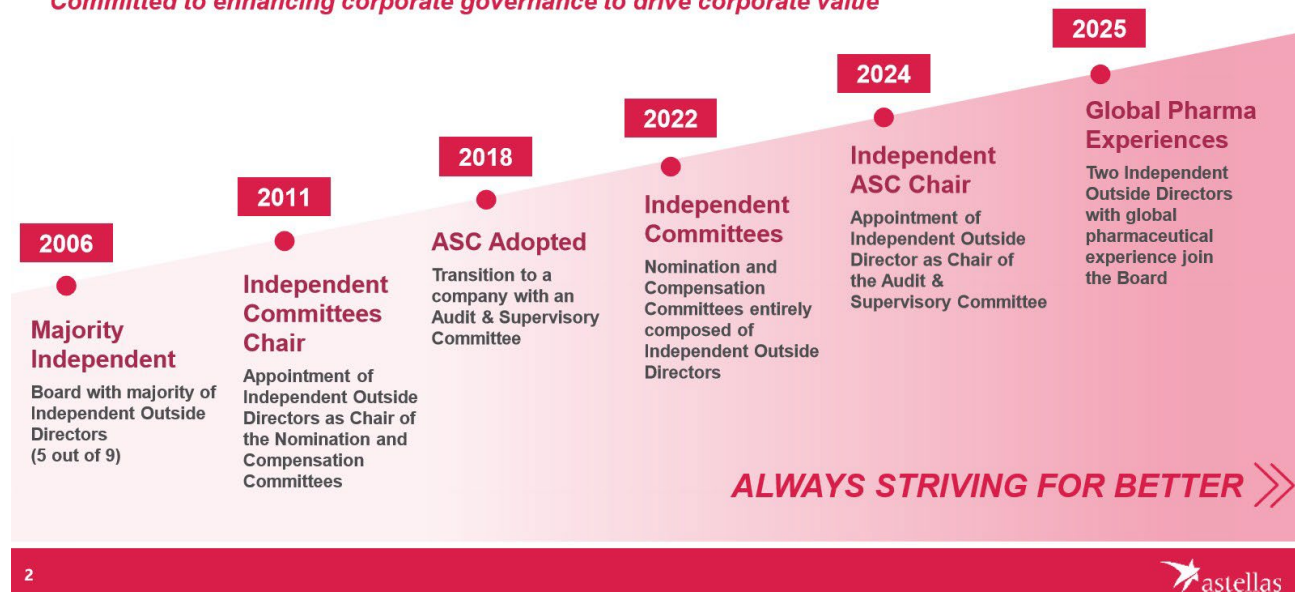 Committed to enhancing corporate governance to drive corporate value
2006
Majority
Independent
Board with majority of
Independent Outside
Directors
(5 out of 9)
2011
Independent
Committees
Chair
Appointment of
Independent Outside
Directors as Chair of
the Nomination and
Compensation
Committees
2018
ASC Adopted
Transition to a
company with an
Audit & Supervisory
Committee
2022
Independent
Committees
Nomination and
Compensation
Committees entirely
composed of
Independent Outside
Directors
2024
Independent
ASC Chair
Appointment of
Independent Outside
Director as Chair of
the Audit &
Supervisory Committee
2025
Global Pharma
Experiences
Two Independent
Outside Directors
with global
pharmaceutical
experience join
the Board
ALWAYS STRIVING FOR BETTER
2
astellas